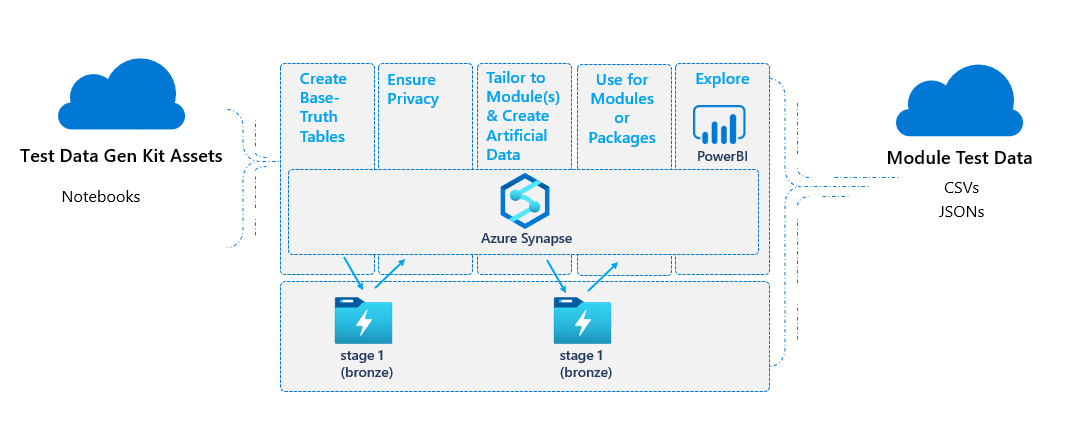 Test Data Gen Kit Assets
Notebooks
Create
Base-
Truth
Tables
Ensure
Privacy
Tailor to
Module(s)
& Create
Artificial
Data
Use for
Modules
or
Packages
Explore
PowerBI
Azure Synapse
stage 1
(bronze)
stage 1
(bronze)
Module Test Data
CSVs
JSONs